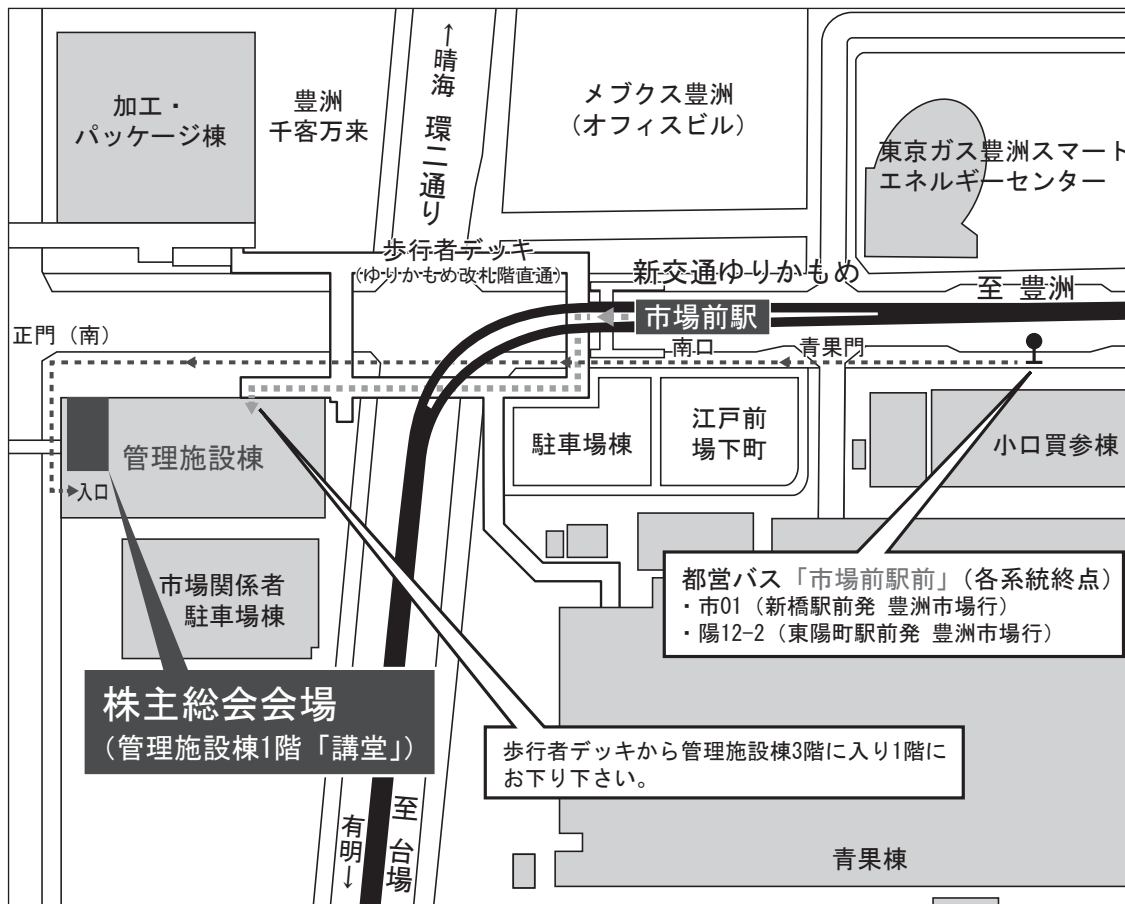 加工・
パッケージ棟
豊洲
千客万来
↑晴海 環二通り
メブクス豊洲
(オフィスビル)
東京ガス豊洲スマート
エネルギーセンター
歩行者デッキ
(ゆりかもめ改札階直通)
新交通ゆりかもめ
至 豊洲
市場前駅
正門(南)
南口
青果門
管理施設棟
入口
駐車場棟
江戸前
場下町
小口買参棟
市場関係者
駐車場棟
都営バス「市場前駅前」(各系統終点)
・市01(新橋駅前発 豊洲市場行)
・陽12-2(東陽町駅前発 豊洲市場行)
株主総会会場
(管理施設棟1階「講堂」)
歩行者デッキから管理施設棟3階に入り1階に
お下り下さい。
有明↓
至 台場
青果棟